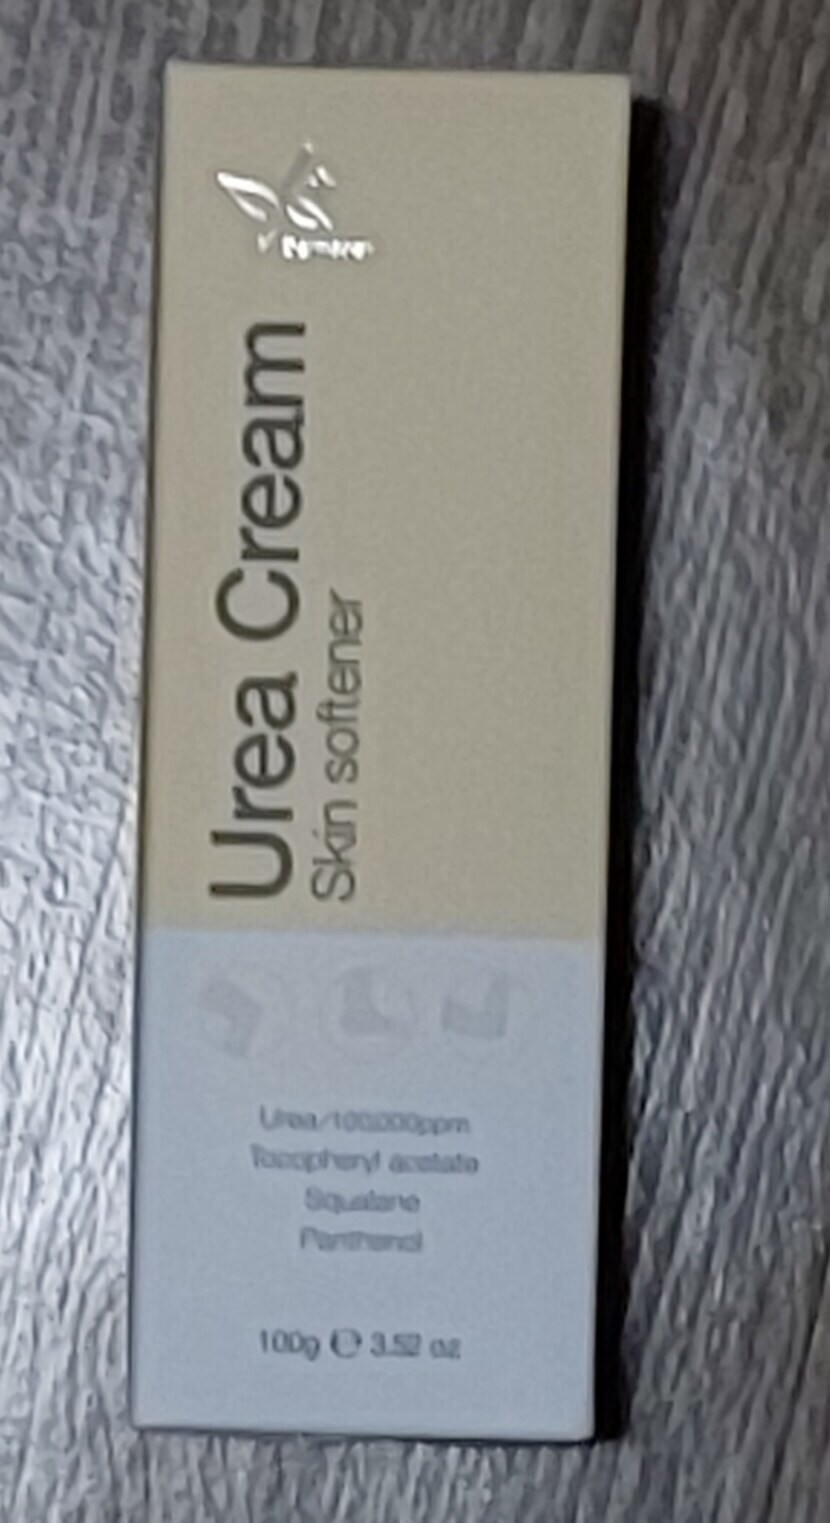 Urea Cream
Skin softener
Urea/100,000ppm
Tocopheryl acetate
Squalane
Panthenol
100g ℮ 3.52 oz